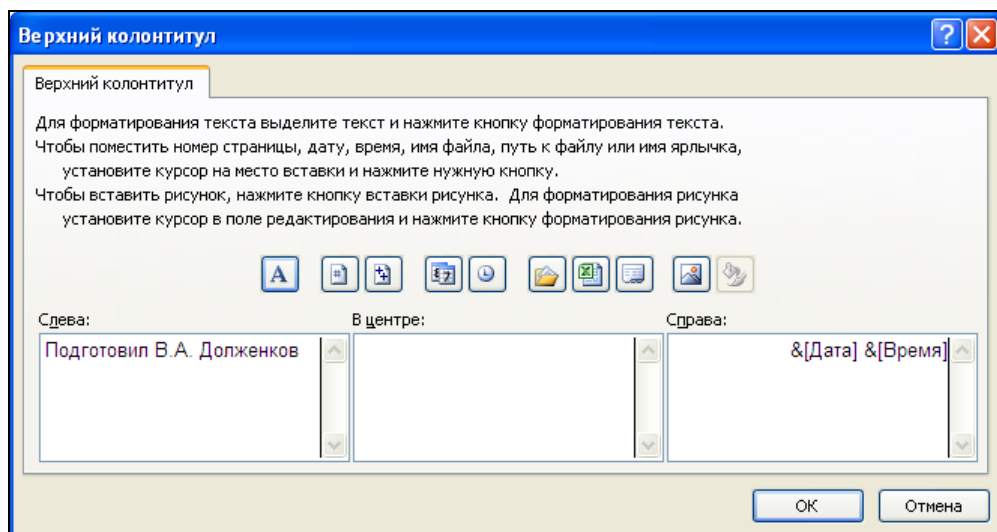 Верхний колонтитул
Верхний колонтитул
Для форматирования текста выделите текст и нажмите кнопку форматирования текста.
Чтобы поместить номер страницы, дату, время, имя файла, путь к файлу или имя ярлычка,
установите курсор на место вставки и нажмите нужную кнопку.
Чтобы вставить рисунок, нажмите кнопку вставки рисунка. Для форматирования рисунка
установите курсор в поле редактирования и нажмите кнопку форматирования рисунка.
A
Слева: В центре: Справа:
Подготовил В.А. Долженков &[Дата] &[Время]
ОК Отмена